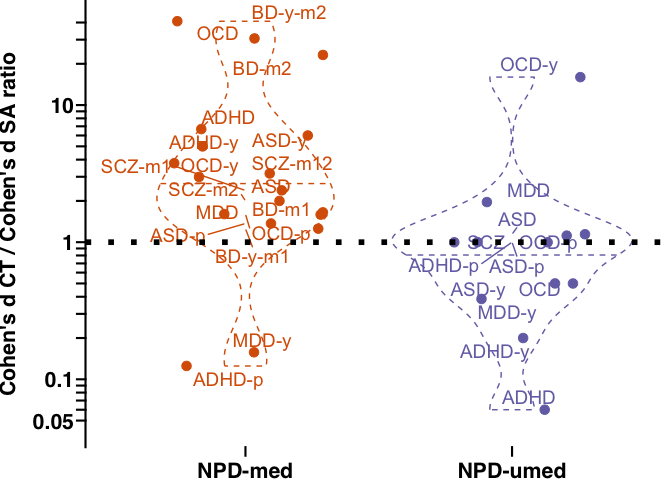 Cohen's d CT / Cohen's d SA ratio
10
1
0.1
0.05
BD-y-m2
OCD
BD-m2
ADHD
ADHD-y
ASD-y
SCZ-m1
OCD-y
SCZ-m12
SCZ-m2
ASD
MDD
BD-m1
ASD-p
OCD-p
BD-y-m1
MDD-y
ADHD-p
OCD-y
MDD
ASD
SCZ
OCD-p
ADHD-p
ASD-p
ASD-y
OCD
MDD-y
ADHD-y
ADHD
NPD-med
NPD-umed